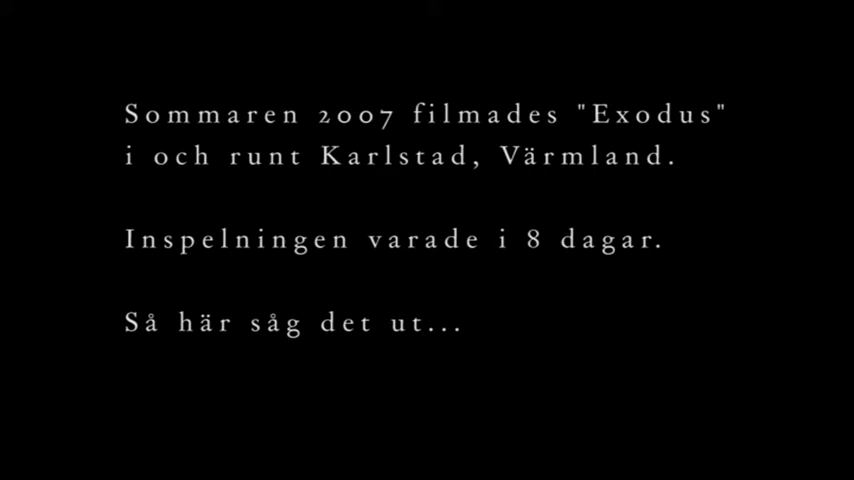 Sommaren 2007 filmades "Exodus"
i och runt Karlstad, Värmland.
Inspelningen varade i 8 dagar.
Så här såg det ut...